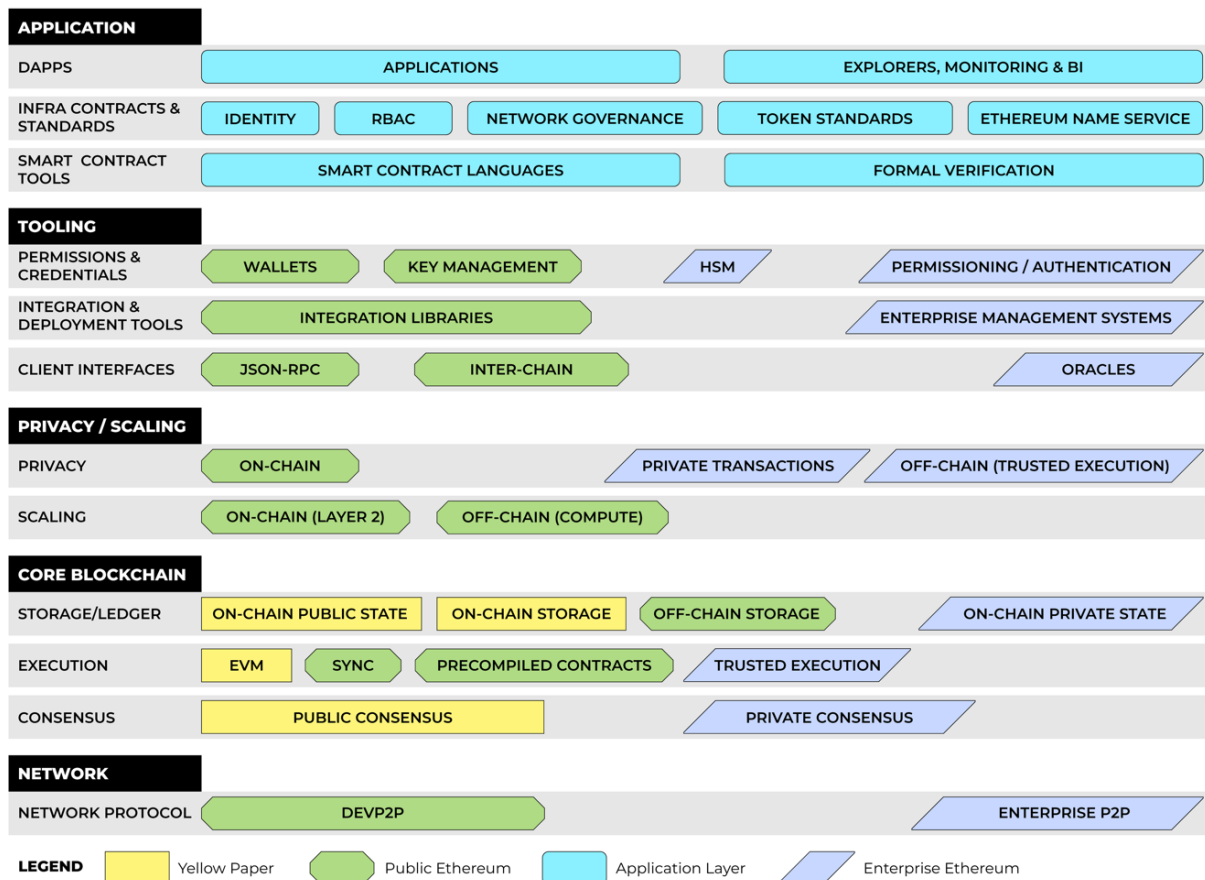 APPLICATION
DAPPS
APPLICATIONS
EXPLORERS, MONITORING & BI
INFRA CONTRACTS &
STANDARDS
IDENTITY
RBAC
NETWORK GOVERNANCE
TOKEN STANDARDS
ETHEREUM NAME SERVICE
SMART CONTRACT
TOOLS
SMART CONTRACT LANGUAGES
FORMAL VERIFICATION
TOOLING
PERMISSIONS &
CREDENTIALS
WALLETS
KEY MANAGEMENT
HSM
PERMISSIONING / AUTHENTICATION
INTEGRATION &
DEPLOYMENT TOOLS
INTEGRATION LIBRARIES
ENTERPRISE MANAGEMENT SYSTEMS
CLIENT INTERFACES
JSON-RPC
INTER-CHAIN
ORACLES
PRIVACY / SCALING
PRIVACY
ON-CHAIN
PRIVATE TRANSACTIONS
OFF-CHAIN (TRUSTED EXECUTION)
SCALING
ON-CHAIN (LAYER 2)
OFF-CHAIN (COMPUTE)
CORE BLOCKCHAIN
STORAGE/LEDGER
ON-CHAIN PUBLIC STATE
ON-CHAIN STORAGE
OFF-CHAIN STORAGE
ON-CHAIN PRIVATE STATE
EXECUTION
EVM
SYNC
PRECOMPILED CONTRACTS
TRUSTED EXECUTION
CONSENSUS
PUBLIC CONSENSUS
PRIVATE CONSENSUS
NETWORK
NETWORK PROTOCOL
DEVP2P
ENTERPRISE P2P
LEGEND
Yellow Paper
Public Ethereum
Application Layer
Enterprise Ethereum